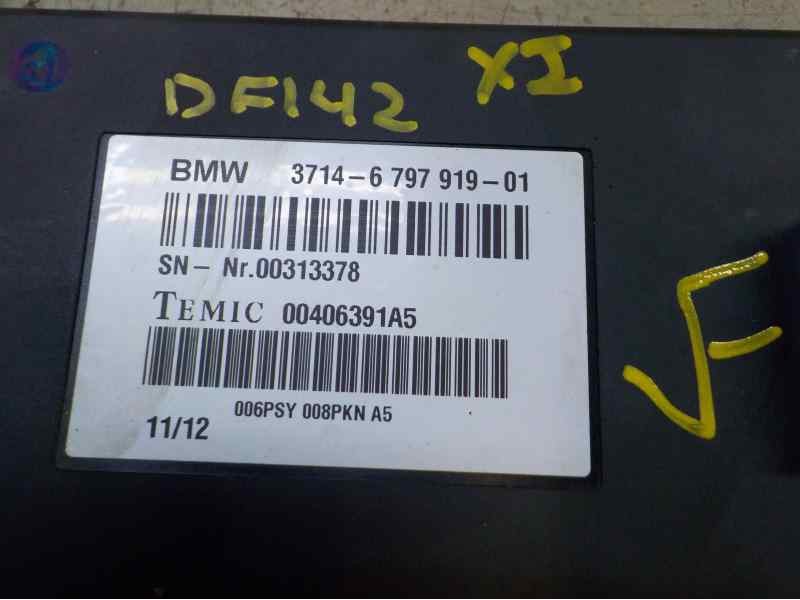 DF142 XI
BMW 3714-6 797 919-01
SN- Nr.00313378
TEMIC 00406391A5
006PSY 008PKN A5
11/12